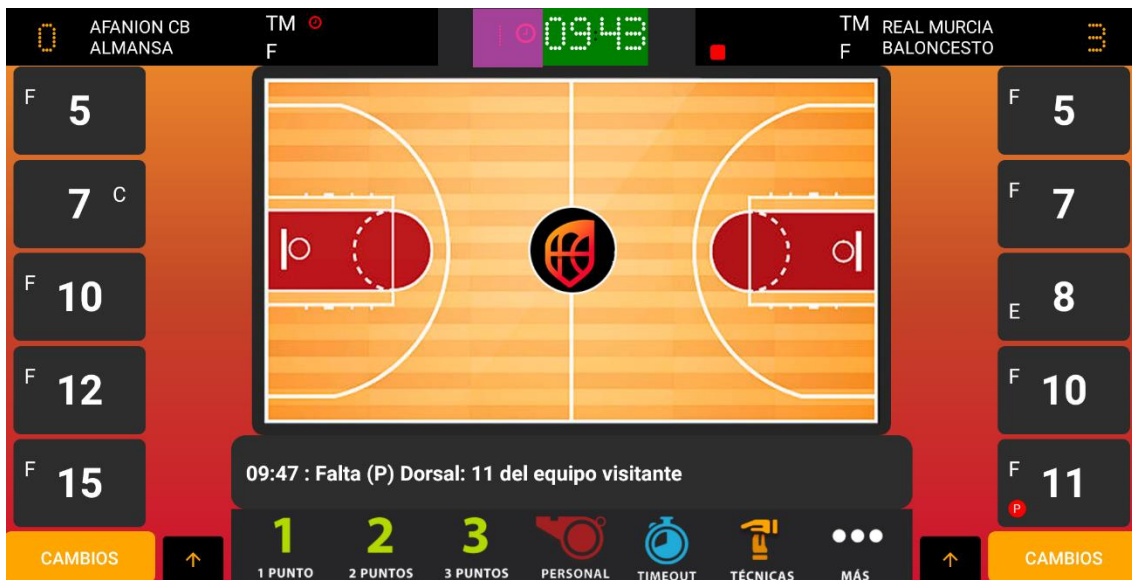 0
AFANION CB
ALMANSA
TM
F
1
09:43
TM
F
REAL MURCIA
BALONCESTO
3
F 5
7 C
F 10
F 12
F 15
F 5
F 7
E 8
F 10
F 11
P
09:47 : Falta (P) Dorsal: 11 del equipo visitante
CAMBIOS
↑
1
1 PUNTO
2
2 PUNTOS
3
3 PUNTOS
PERSONAL
TIMEOUT
TÉCNICAS
MÁS
↑
CAMBIOS